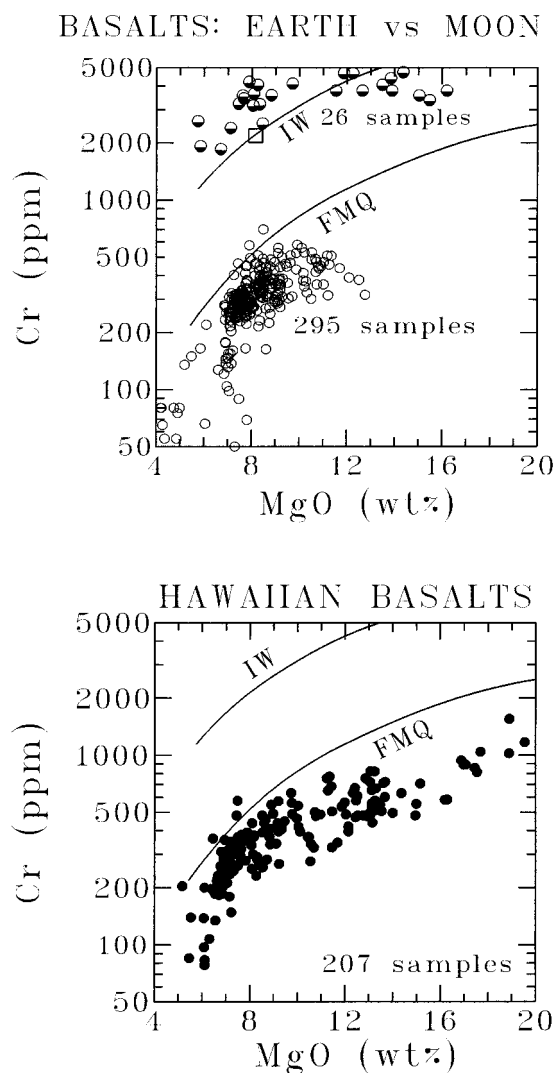 BASALTS: EARTH vs MOON
5000
2000
1000
500
200
100
50
Cr (ppm)
IW
26 samples
FMQ
295 samples
4 8 12 16 20
MgO (wt%)
HAWAIIAN BASALTS
5000
2000
1000
500
200
100
50
Cr (ppm)
IW
FMQ
207 samples
4 8 12 16 20
MgO (wt%)